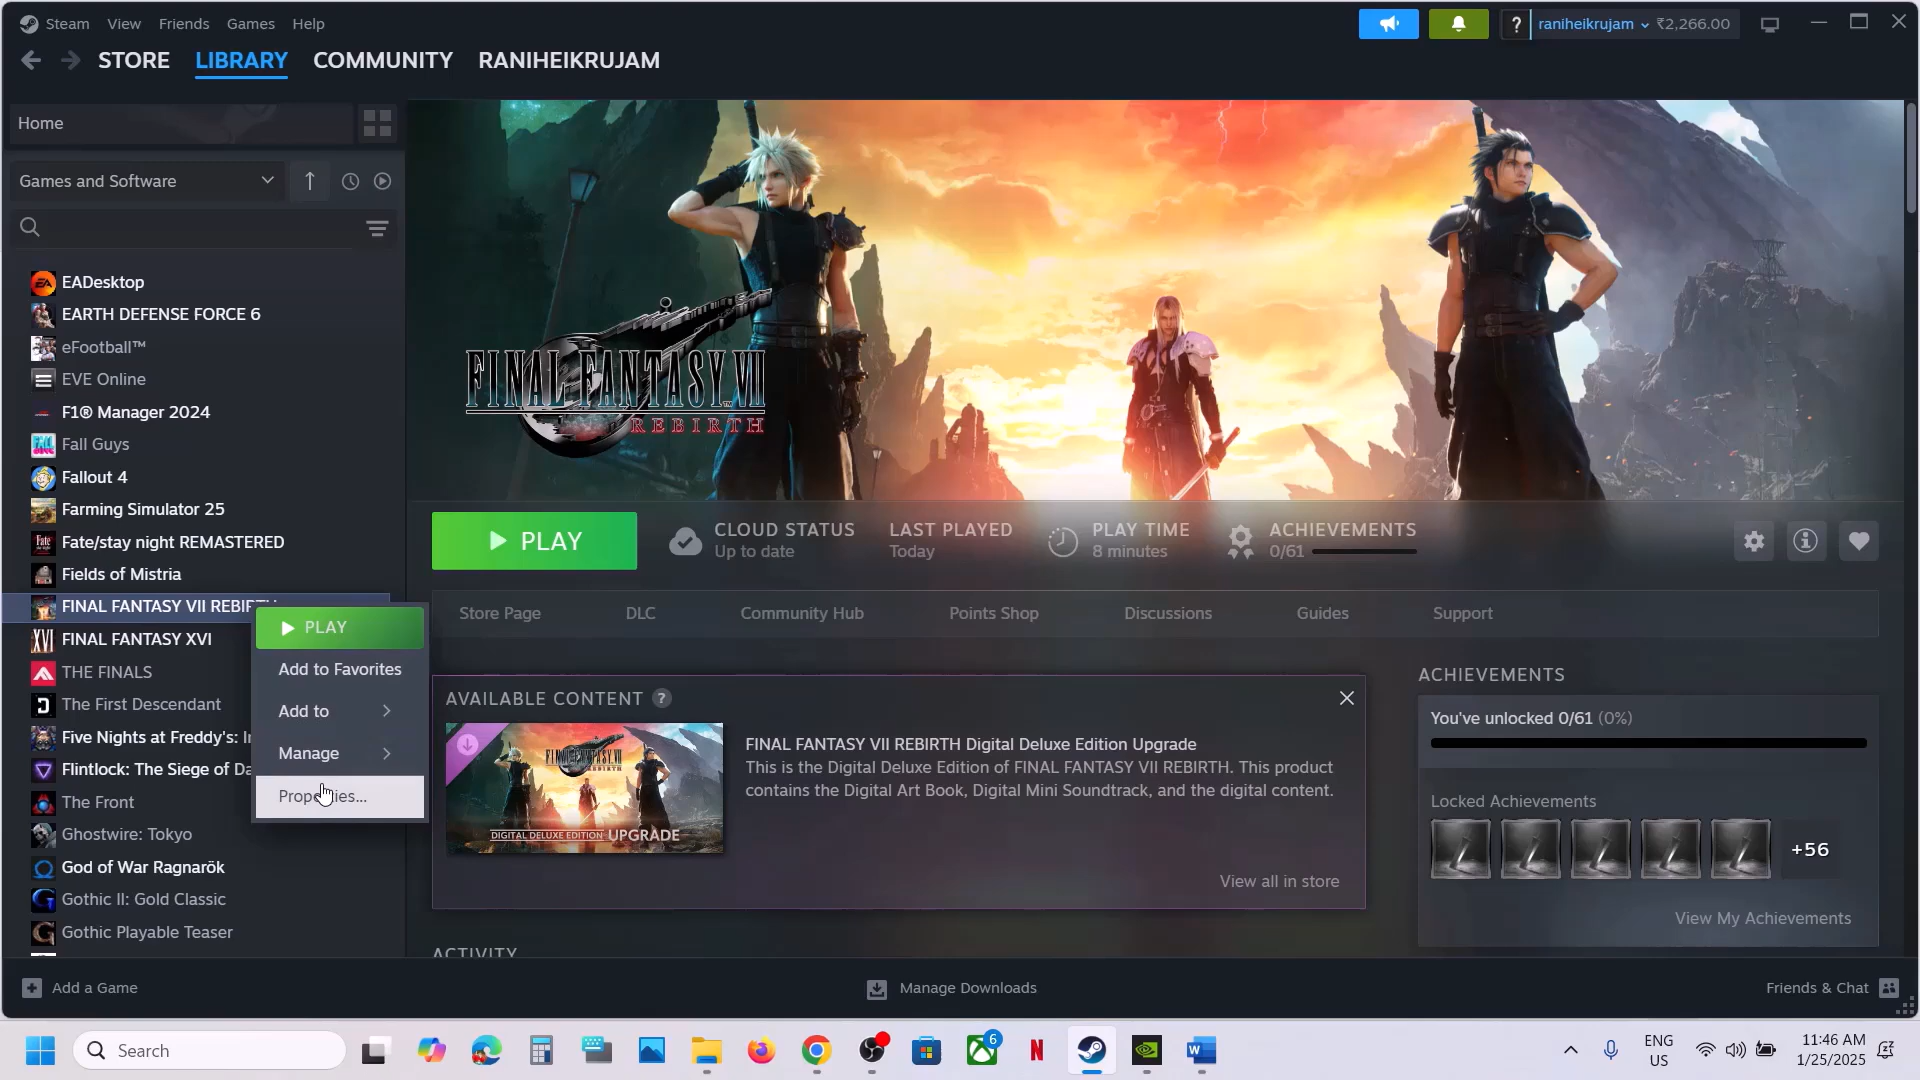 Steam View Friends Games Help
? raniheikrujam ₹2,266.00
STORE LIBRARY COMMUNITY RANIHEIKRUJAM
Home
Games and Software
EADesktop
EARTH DEFENSE FORCE 6
eFootball™
EVE Online
F1® Manager 2024
Fall Guys
Fallout 4
Farming Simulator 25
Fate/stay night REMASTERED
Fields of Mistria
FINAL FANTASY VII REBIRTH
FINAL FANTASY XVI
THE FINALS
The First Descendant
Five Nights at Freddy's: I
Flintlock: The Siege of Da
The Front
Ghostwire: Tokyo
God of War Ragnarök
Gothic II: Gold Classic
Gothic Playable Teaser
PLAY
Add to Favorites
Add to
Manage
Properties...
FINAL FANTASY VII
REBIRTH
PLAY
CLOUD STATUS
Up to date
LAST PLAYED
Today
PLAY TIME
8 minutes
ACHIEVEMENTS
0/61
Store Page DLC Community Hub Points Shop Discussions Guides Support
AVAILABLE CONTENT ?
FINAL FANTASY VII
REBIRTH
DIGITAL DELUXE EDITION UPGRADE
FINAL FANTASY VII REBIRTH Digital Deluxe Edition Upgrade
This is the Digital Deluxe Edition of FINAL FANTASY VII REBIRTH. This product
contains the Digital Art Book, Digital Mini Soundtrack, and the digital content.
View all in store
ACTIVITY
ACHIEVEMENTS
You've unlocked 0/61 (0%)
Locked Achievements
+56
View My Achievements
Add a Game
Manage Downloads
Friends & Chat
Search
6
ENG
US
11:46 AM
1/25/2025